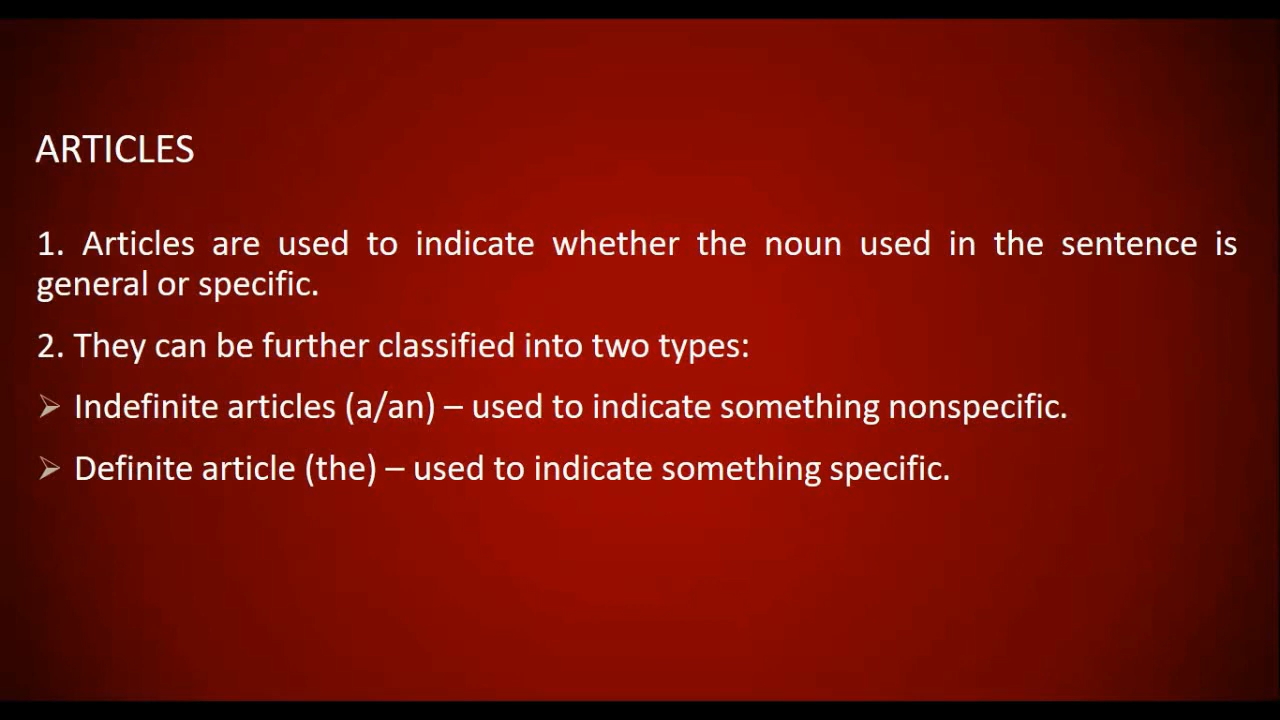 ARTICLES
1. Articles are used to indicate whether the noun used in the sentence is
general or specific.
2. They can be further classified into two types:
➢ Indefinite articles (a/an) – used to indicate something nonspecific.
➢ Definite article (the) – used to indicate something specific.